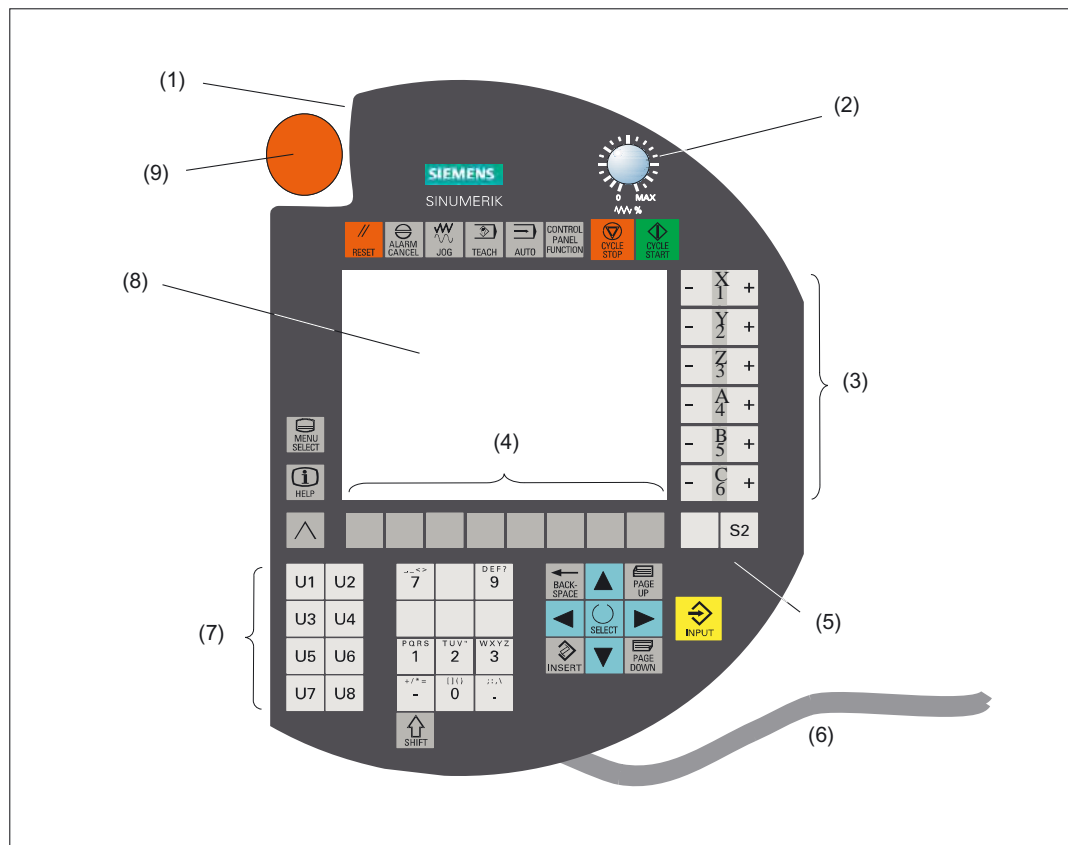 (1)
(2)
(9)
SIEMENS
SINUMERIK
0 MAX
%
RESET
ALARM CANCEL
JOG
TEACH
AUTO
CONTROL PANEL FUNCTION
CYCLE STOP
CYCLE START
(8)
- X 1 +
- Y 2 +
- Z 3 +
- A 4 +
- B 5 +
- C 6 +
(3)
MENU SELECT
HELP
(4)
S2
(5)
U1 U2
U3 U4
U5 U6
U7 U8
(7)
7
DEF?
9
PQRS
1
TUV"
2
WXYZ
3
+/*=
-
[]()
0
;:,\
.
SHIFT
BACK-
SPACE
PAGE UP
SELECT
INSERT
PAGE DOWN
INPUT
(6)